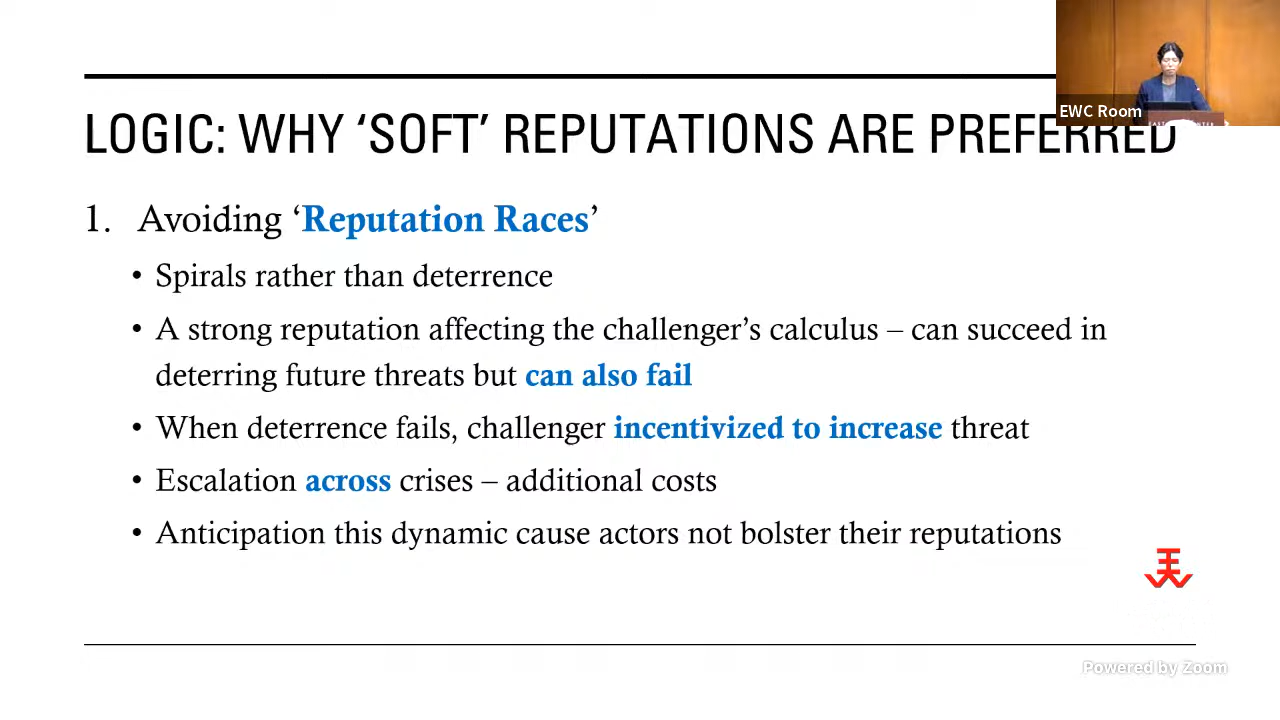 EWC Room
LOGIC: WHY ‘SOFT’ REPUTATIONS ARE PREFERRED
1. Avoiding ‘Reputation Races’
• Spirals rather than deterrence
• A strong reputation affecting the challenger’s calculus – can succeed in
deterring future threats but can also fail
• When deterrence fails, challenger incentivized to increase threat
• Escalation across crises – additional costs
• Anticipation this dynamic cause actors not bolster their reputations
Powered by Zoom